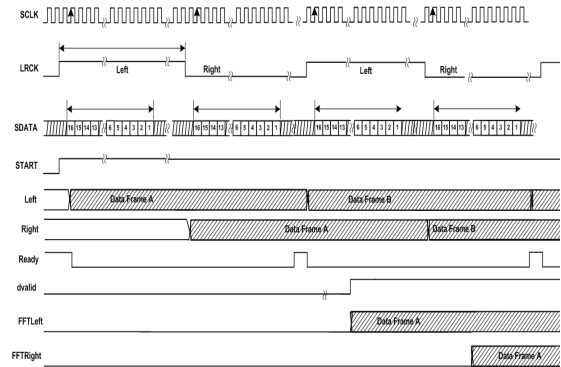 SCLK
LRCK
Left Right Left Right
SDATA
16 15 14 13 6 5 4 3 2 1 16 15 14 13 6 5 4 3 2 1 16 15 14 13 6 5 4 3 2 1 16 15 14 13 6 5 4 3 2 1
START
Left Data Frame A Data Frame B
Right Data Frame A Data Frame B
Ready
dvalid
FFTLeft Data Frame A
FFTRight Data Frame A